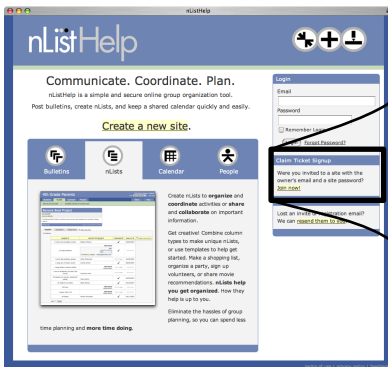 nListHelp
nListHelp
Communicate. Coordinate. Plan.
nListHelp is a simple and secure online group organization tool.
Post bulletins, create nLists, and keep a shared calendar quickly and easily.
Create a new site.
Bulletins
nLists
Calendar
People
Create nLists to organize and
coordinate activities or share
and collaborate on important
information.
Get creative! Combine column
types to make unique nLists,
or use templates to help get
started. Make a shopping list,
organize a party, sign up
volunteers, or share movie
recommendations. nLists help
you get organized. How they
help is up to you.
Eliminate the hassles of group
planning, so you can spend less
time planning and more time doing.
Login
Email
Password
Remember Login
Forgot Password?
Claim Ticket Signup
Were you invited to a site with the
owner's email and a site password?
Join now!
Lost an invite or registration email?
We can resend them to you.